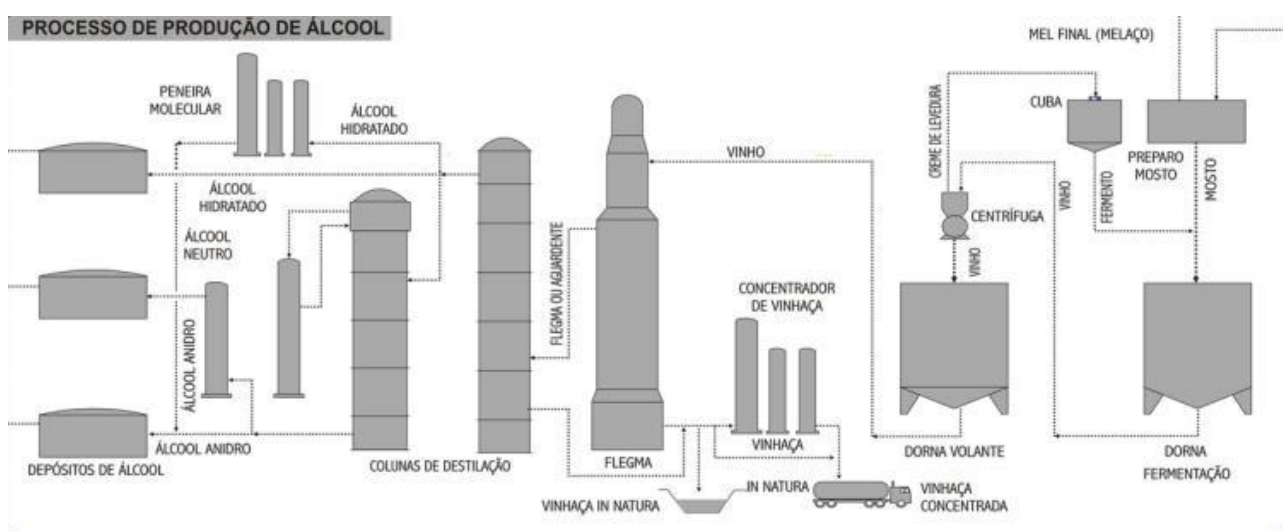 PROCESSO DE PRODUÇÃO DE ÁLCOOL
MEL FINAL (MELAÇO)
PENEIRA
MOLECULAR
ÁLCOOL
HIDRATADO
CREME DE LEVEDURA
CUBA
VINHO
PREPARO
MOSTO
ÁLCOOL
HIDRATADO
VINHO
FERMENTO
MOSTO
CENTRÍFUGA
ÁLCOOL
NEUTRO
VINHO
FLEGMA OU AGUARDENTE
CONCENTRADOR
DE VINHAÇA
ÁLCOOL ANIDRO
ÁLCOOL ANIDRO
DEPÓSITOS DE ÁLCOOL
COLUNAS DE DESTILAÇÃO
FLEGMA
VINHAÇA
DORNA VOLANTE
DORNA
FERMENTAÇÃO
VINHAÇA IN NATURA
IN NATURA
VINHAÇA
CONCENTRADA